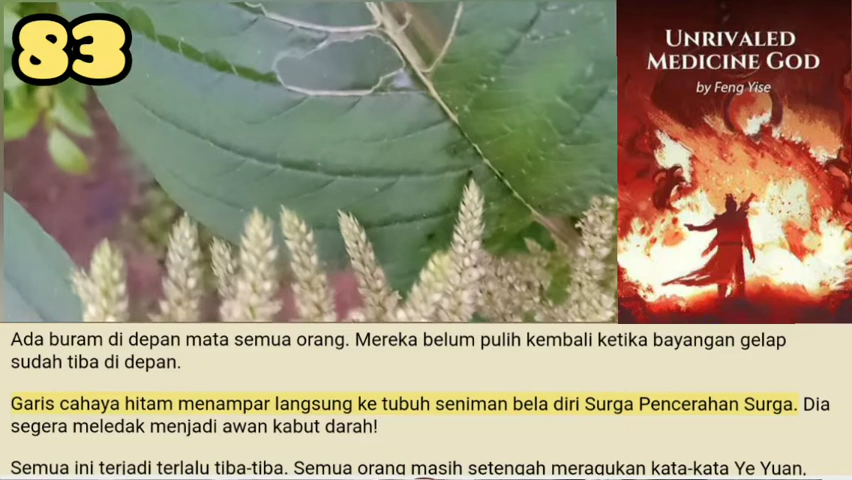 83
UNRIVALED
MEDICINE GOD
by Feng Yise
Ada buram di depan mata semua orang. Mereka belum pulih kembali ketika bayangan gelap
sudah tiba di depan.
Garis cahaya hitam menampar langsung ke tubuh seniman bela diri Surga Pencerahan Surga. Dia
segera meledak menjadi awan kabut darah!
Semua ini terjadi terlalu tiba-tiba. Semua orang masih setengah meragukan kata-kata Ye Yuan,